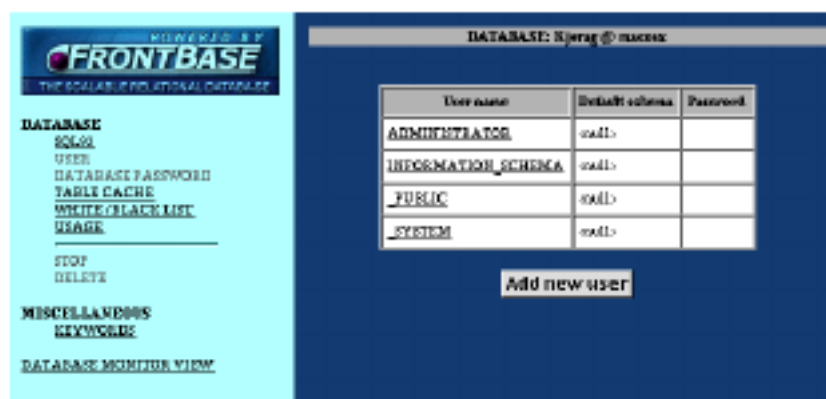 POWERED BY
FRONTBASE
THE SCALABLE RELATIONAL DATABASE
DATABASE
SQL92
USER
DATABASE PASSWORD
TABLE CACHE
WHITE/BLACK LIST
USAGE
STOP
DELETE
MISCELLANEOUS
KEYWORDS
DATABASE MONITOR VIEW
DATABASE: Kjerag @ macosx
User name Default schema Password
ADMINISTRATOR <null>
INFORMATION_SCHEMA <null>
_PUBLIC <null>
_SYSTEM <null>
Add new user